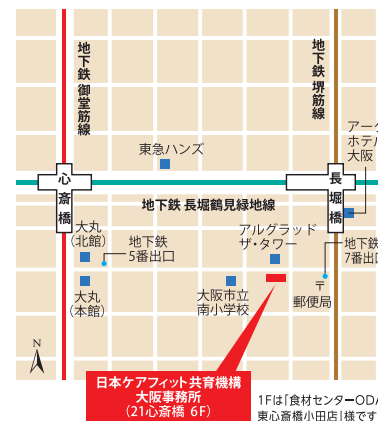 地下鉄 御堂筋線
地下鉄 堺筋線
東急ハンズ
ホテル
大阪
心斎橋
長堀橋
地下鉄 長堀鶴見緑地線
大丸
(北館)
地下鉄
5番出口
アルグラッド
ザ・タワー
地下鉄
7番出口
大丸
(本館)
大阪市立
南小学校
〒
郵便局
N
日本ケアフィット共育機構
大阪事務所
(21心斎橋 6F)
1Fは「食材センターODA
東心斎橋小田店」様です